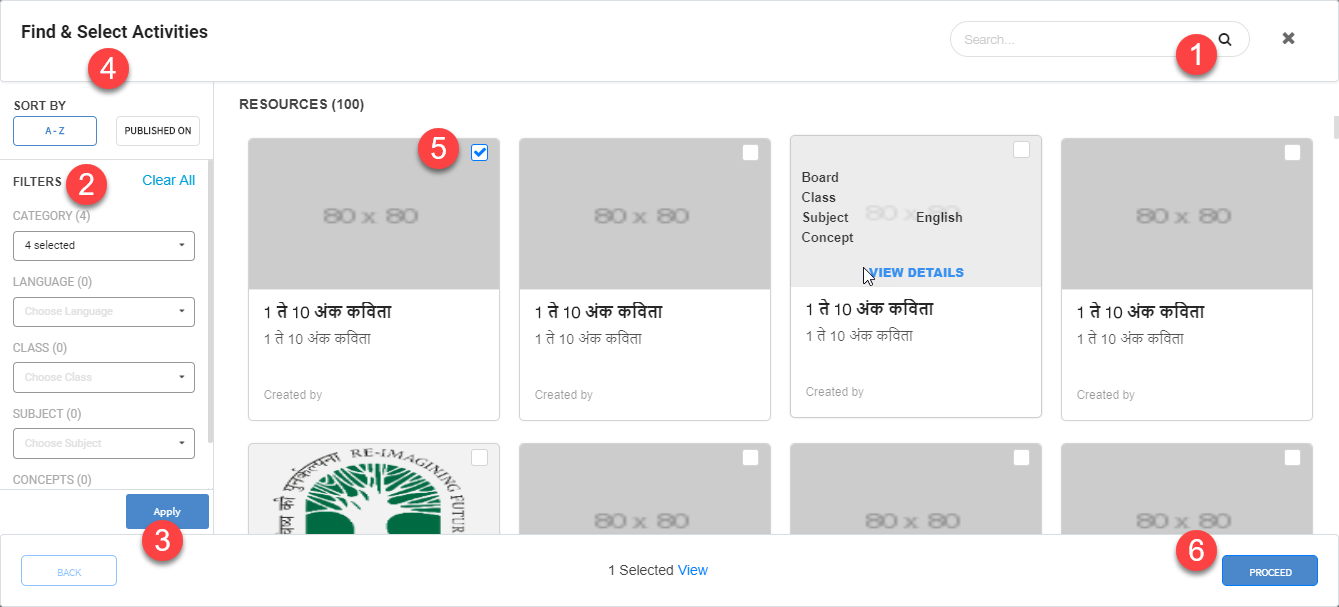 Find & Select Activities
Search...
1
4
SORT BY
A - Z
PUBLISHED ON
FILTERS
2
Clear All
CATEGORY (4)
4 selected
LANGUAGE (0)
Choose Language
CLASS (0)
Choose Class
SUBJECT (0)
Choose Subject
CONCEPTS (0)
Apply
3
RESOURCES (100)
5
80 x 80
80 x 80
Board
Class
Subject English
Concept
80 x
VIEW DETAILS
80 x 80
1 ते 10 अंक कविता
1 ते 10 अंक कविता
Created by
1 ते 10 अंक कविता
1 ते 10 अंक कविता
Created by
1 ते 10 अंक कविता
1 ते 10 अंक कविता
Created by
1 ते 10 अंक कविता
1 ते 10 अंक कविता
Created by
की पुनर्कल्पना
RE-IMAGINING FUTUR
80 x 80
80 x 80
80 x 80
BACK
1 Selected View
6
PROCEED